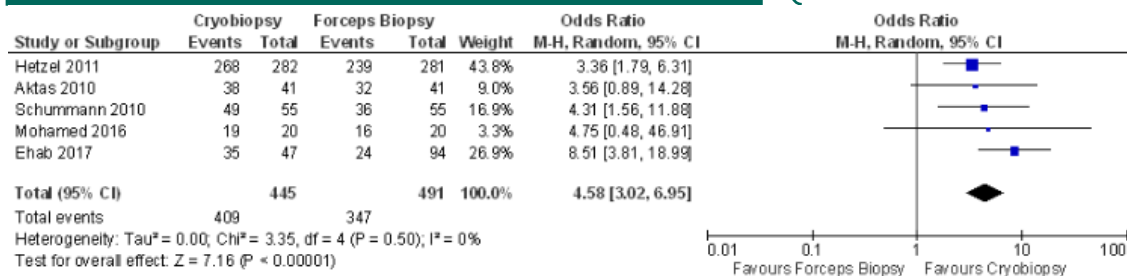 Cryobiopsy Forceps Biopsy Odds Ratio Odds Ratio
Study or Subgroup Events Total Events Total Weight M-H, Random, 95% CI M-H, Random, 95% CI
Hetzel 2011 268 282 239 281 43.8% 3.36 [1.79, 6.31]
Aktas 2010 38 41 32 41 9.0% 3.56 [0.89, 14.28]
Schummann 2010 49 55 36 55 16.9% 4.31 [1.56, 11.88]
Mohamed 2016 19 20 16 20 3.3% 4.75 [0.48, 46.91]
Ehab 2017 35 47 24 94 26.9% 8.51 [3.81, 18.99]
Total (95% CI) 445 491 100.0% 4.58 [3.02, 6.95]
Total events 409 347
Heterogeneity: Tau² = 0.00; Chi² = 3.35, df = 4 (P = 0.50); I² = 0%
Test for overall effect: Z = 7.16 (P < 0.00001)
0.01 0.1 1 10 100
Favours Forceps Biopsy Favours Cryobiopsy